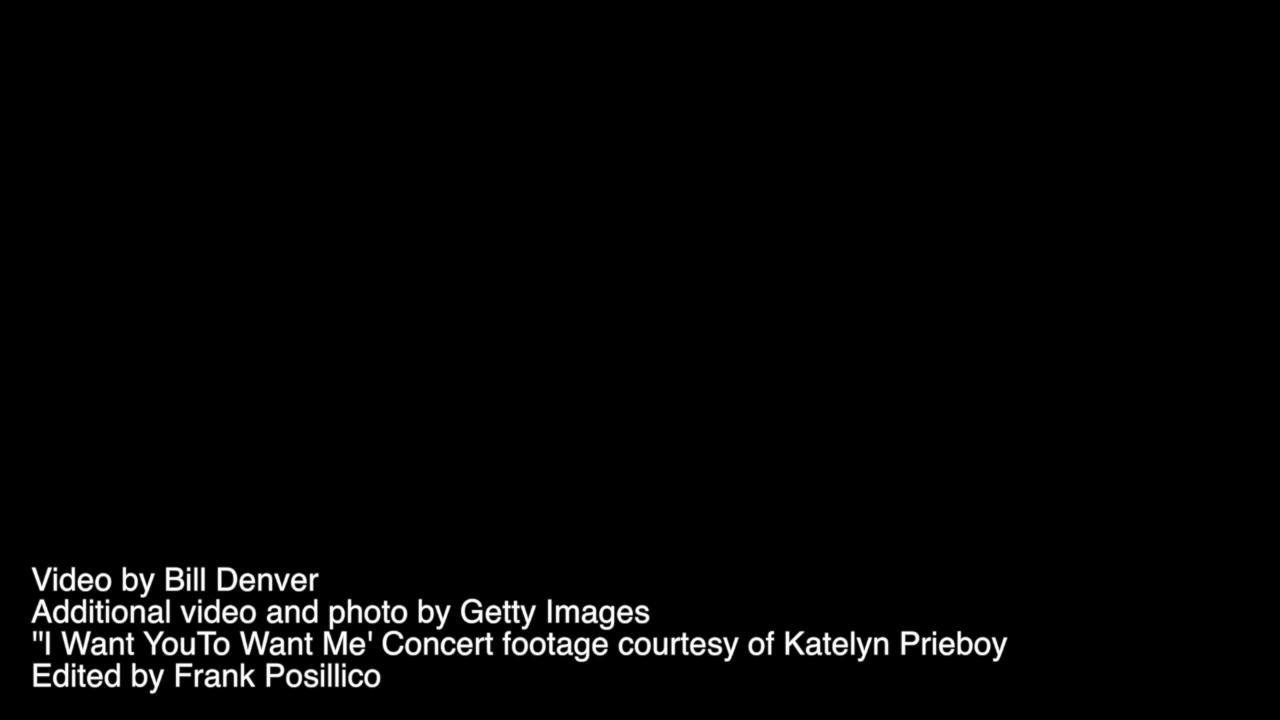 Video by Bill Denver
Additional video and photo by Getty Images
"I Want YouTo Want Me' Concert footage courtesy of Katelyn Prieboy
Edited by Frank Posillico